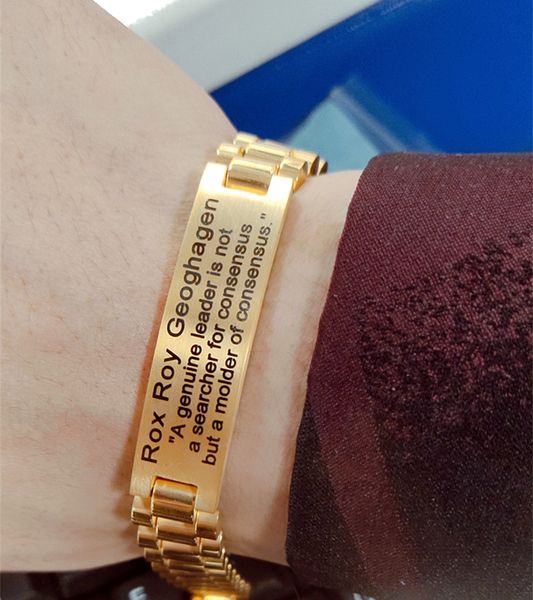 Rox Roy Geoghagen
"A genuine leader is not
a searcher for consensus
but a molder of consensus."